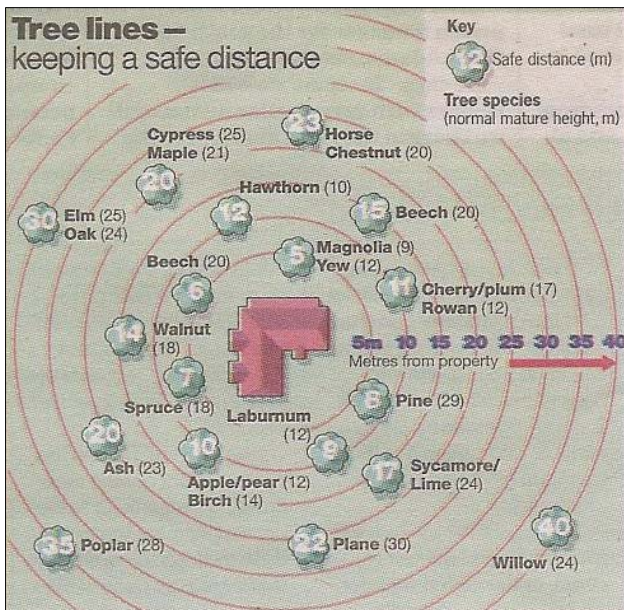 Tree lines –
keeping a safe distance
Key
12 Safe distance (m)
Tree species
(normal mature height, m)
23 Horse
Chestnut (20)
Cypress (25)
Maple (21)
20
Hawthorn (10)
12
15 Beech (20)
30 Elm (25)
Oak (24)
5 Magnolia (9)
Yew (12)
Beech (20)
6
11 Cherry/plum (17)
Rowan (12)
14 Walnut
(18)
5m 10 15 20 25 30 35 40
Metres from property
7
Spruce (18)
Laburnum
(12)
9
8 Pine (29)
20
Ash (23)
10
Apple/pear (12)
Birch (14)
17 Sycamore/
Lime (24)
35 Poplar (28)
22 Plane (30)
40
Willow (24)